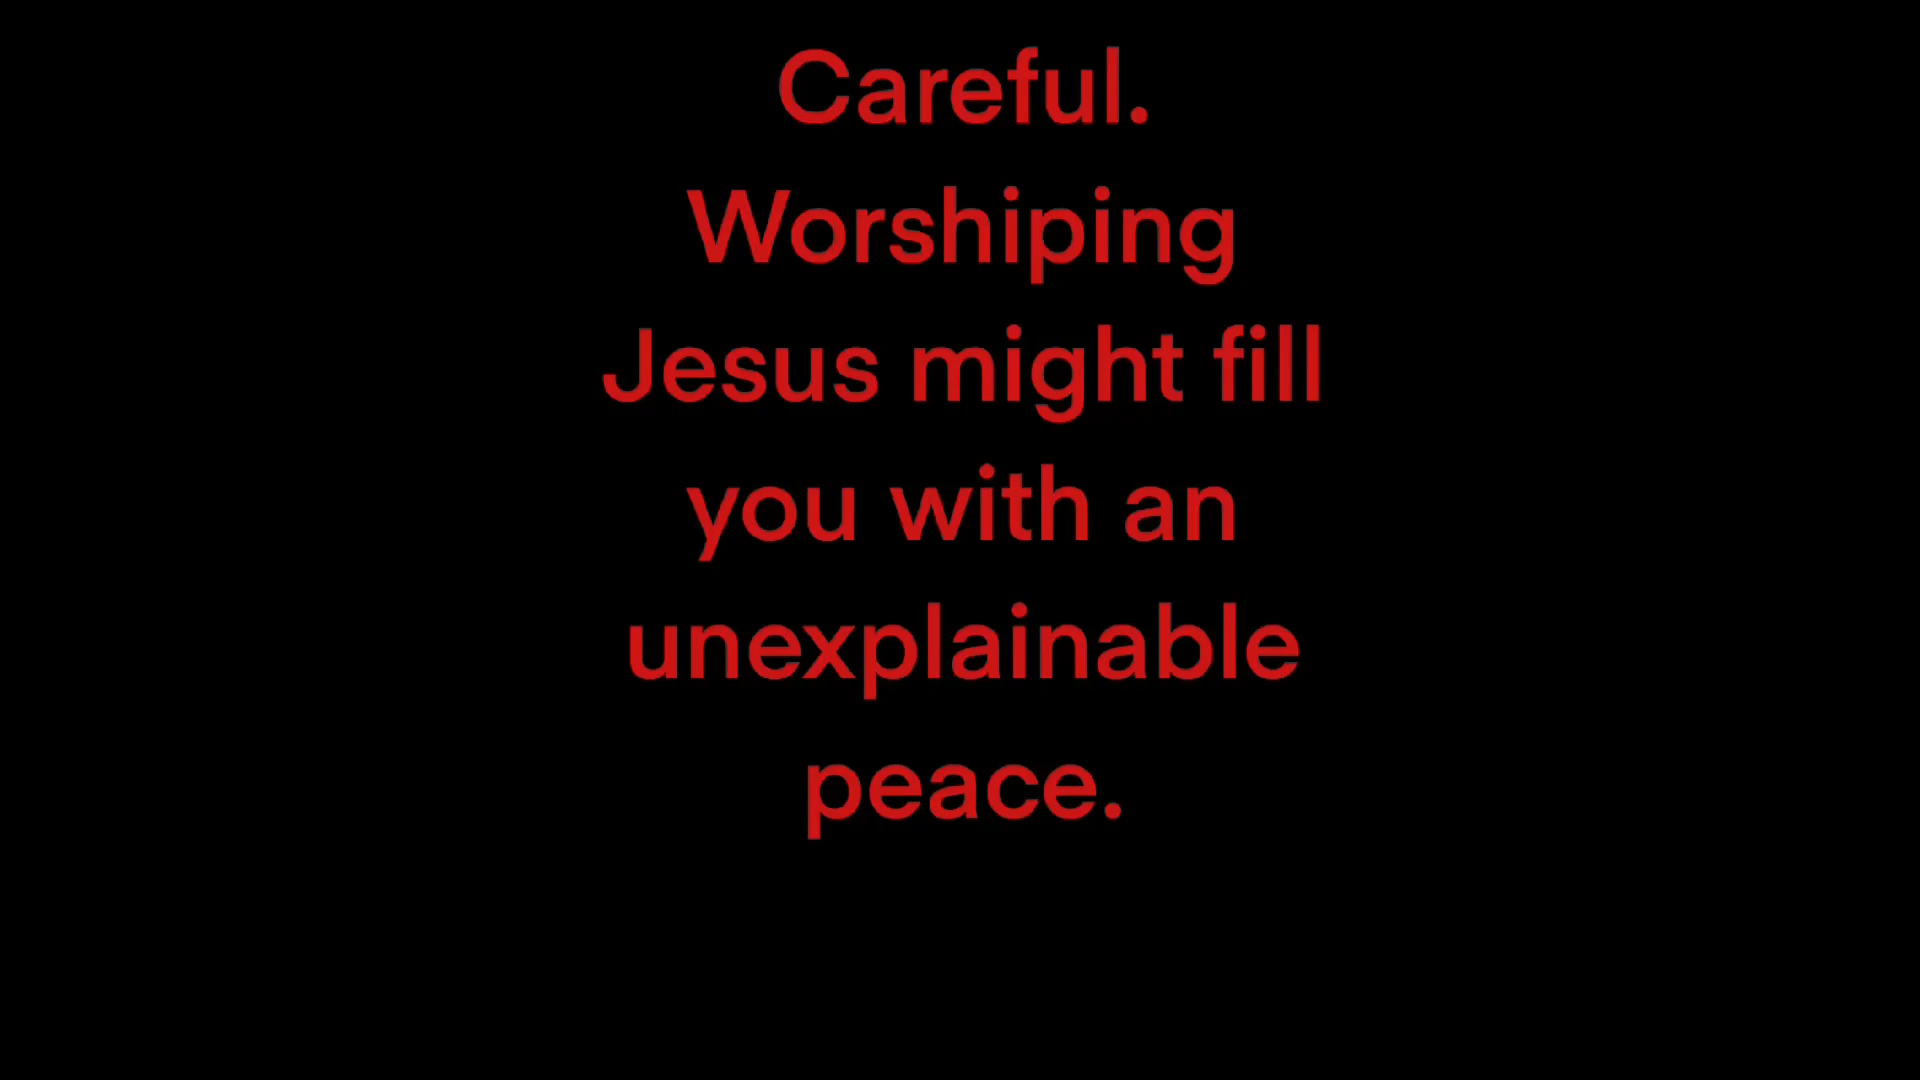 Careful.
Worshiping
Jesus might fill
you with an
unexplainable
peace.